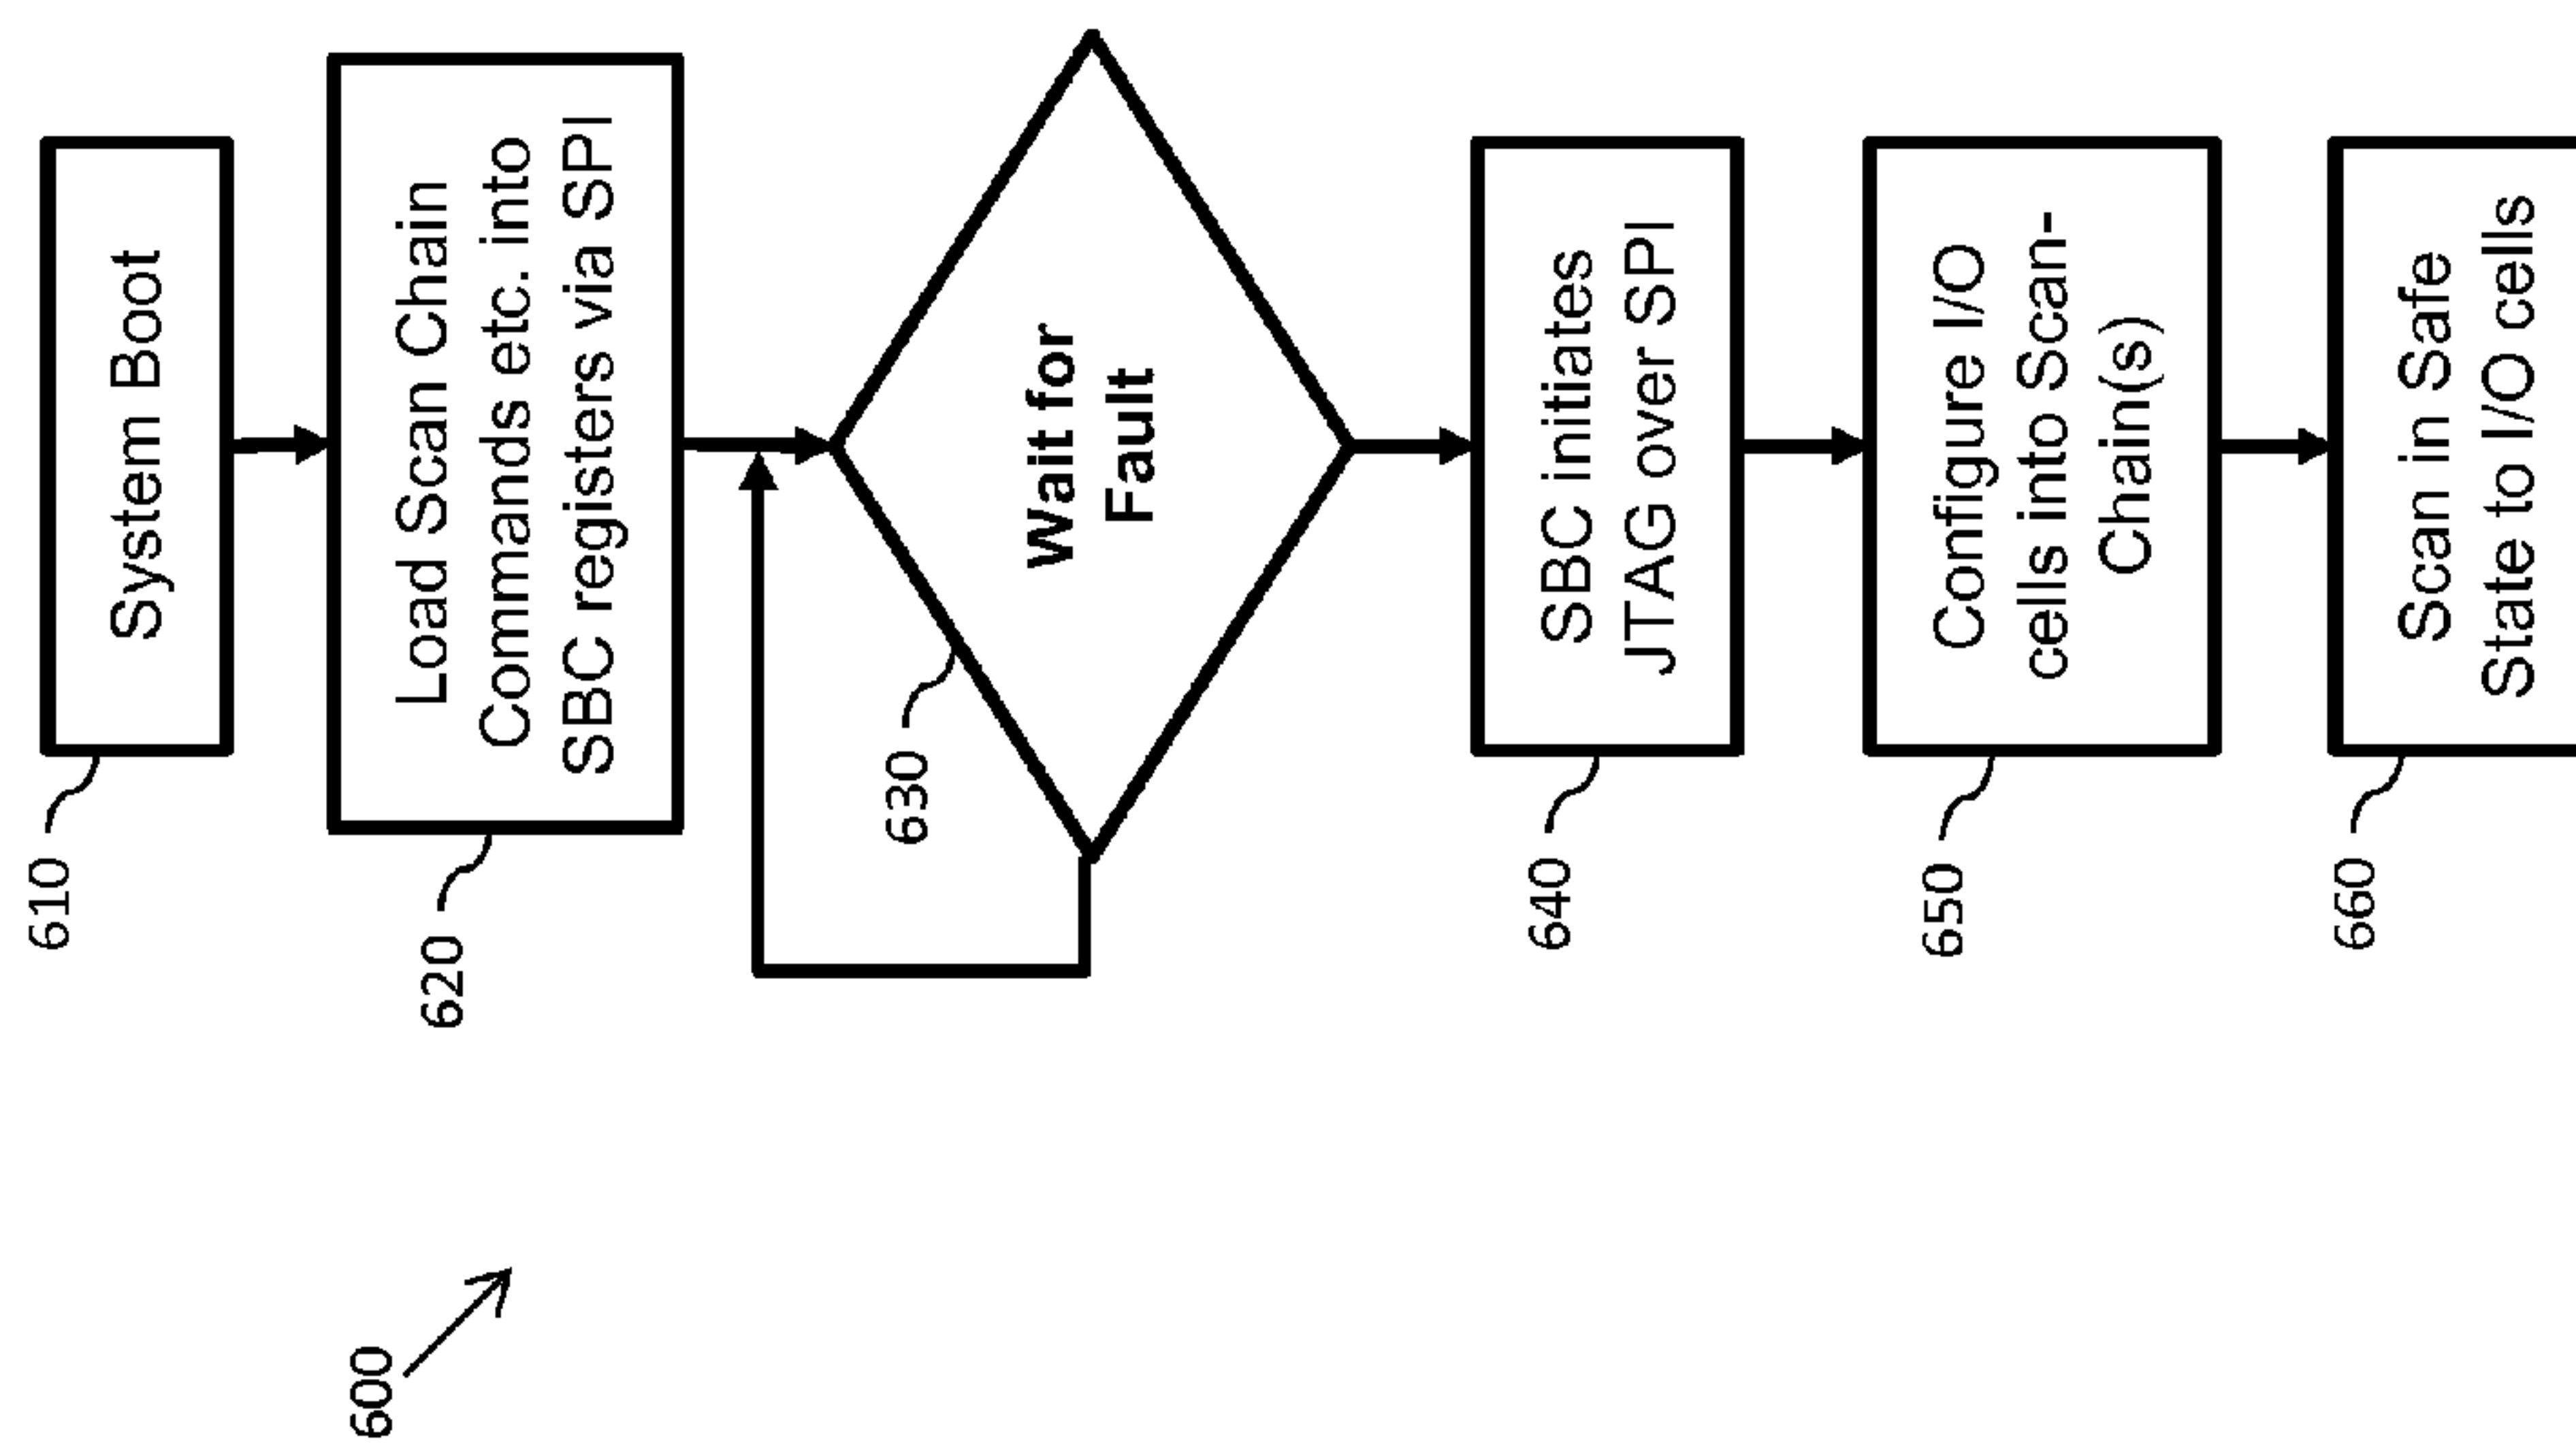 600
610
System Boot
620
Load Scan Chain
Commands etc. into
SBC registers via SPI
630
Wait for
Fault
640
SBC initiates
JTAG over SPI
650
Configure I/O
cells into Scan-
Chain(s)
660
Scan in Safe
State to I/O cells